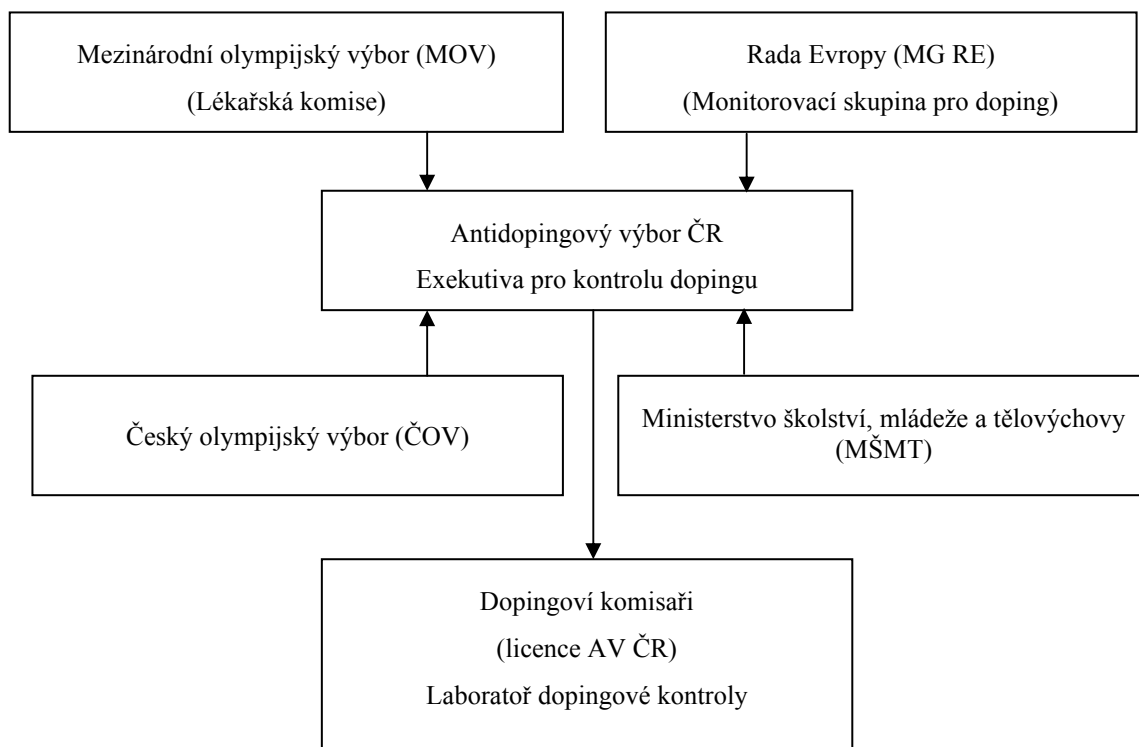 Mezinárodní olympijský výbor (MOV)
(Lékařská komise)
Rada Evropy (MG RE)
(Monitorovací skupina pro doping)
Antidopingový výbor ČR
Exekutiva pro kontrolu dopingu
Český olympijský výbor (ČOV)
Ministerstvo školství, mládeže a tělovýchovy
(MŠMT)
Dopingoví komisaři
(licence AV ČR)
Laboratoř dopingové kontroly